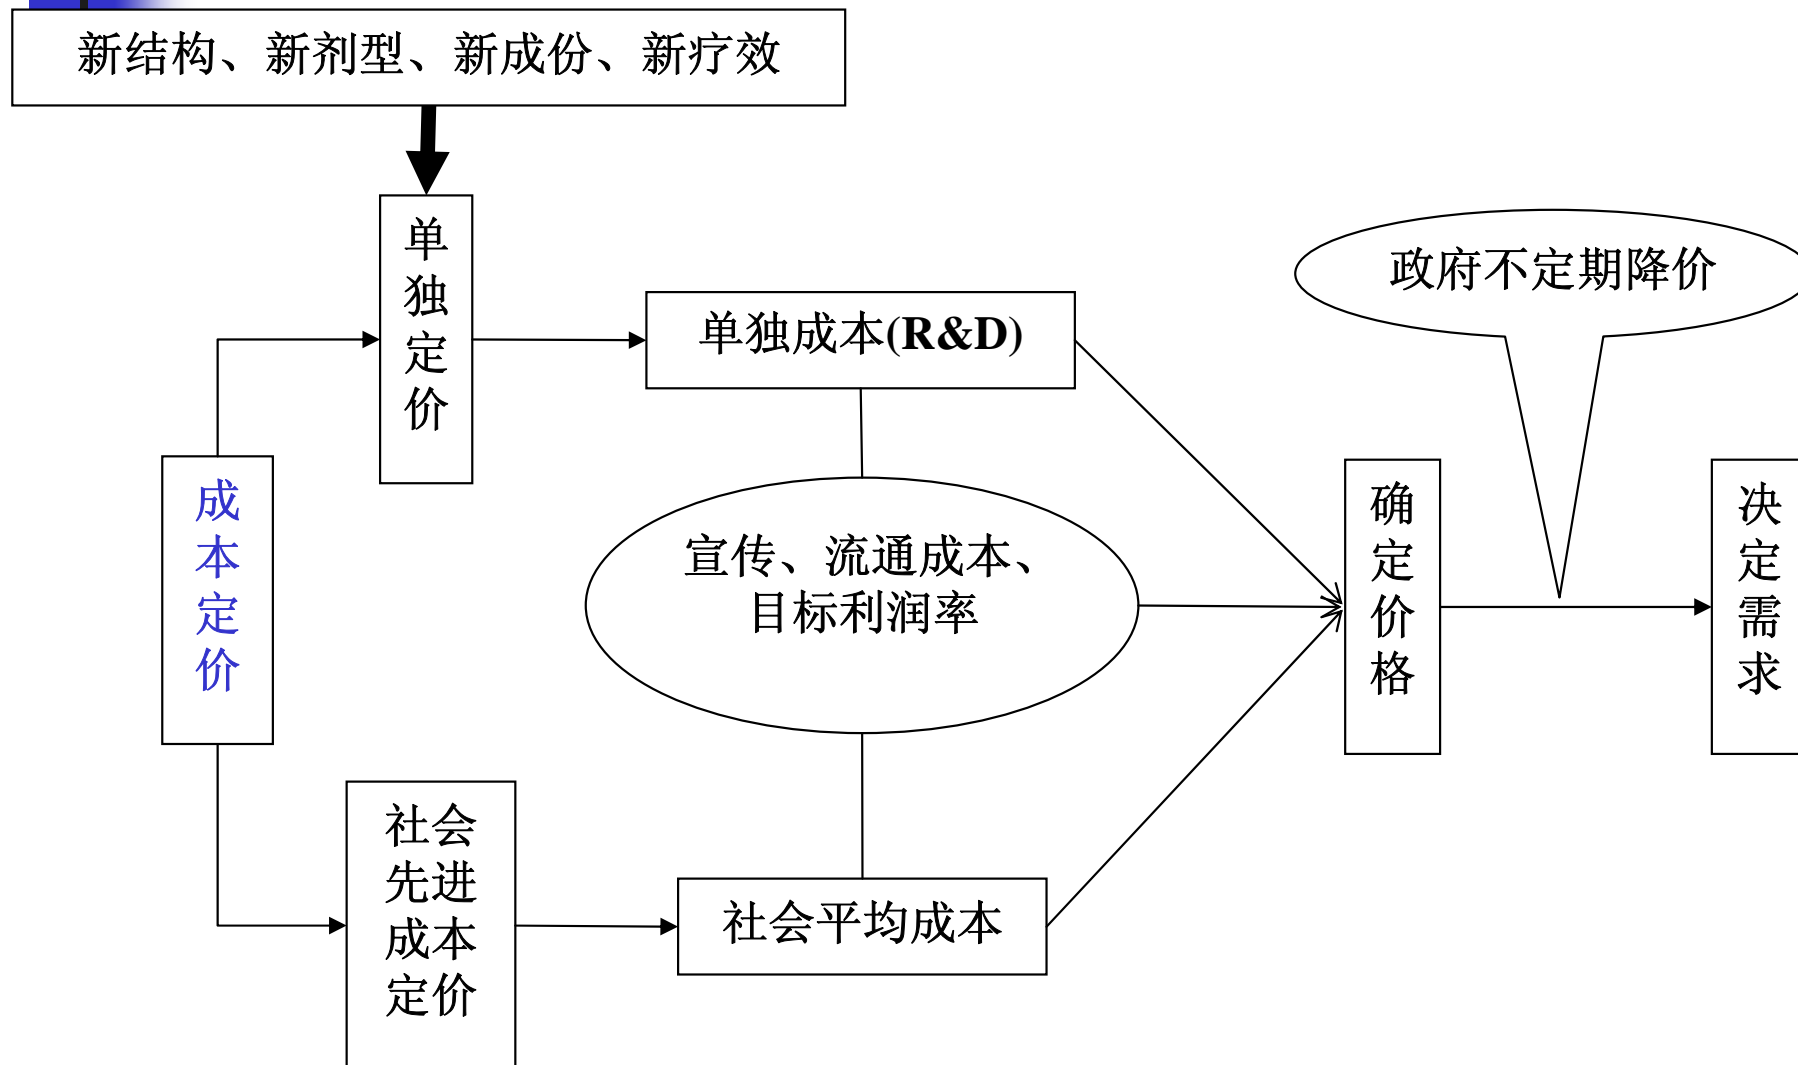 新结构、新剂型、新成份、新疗效
单
独
定
价
单独成本(R&D)
政府不定期降价
成
本
定
价
宣传、流通成本、
目标利润率
确
定
价
格
决
定
需
求
社会
先进
成本
定价
社会平均成本